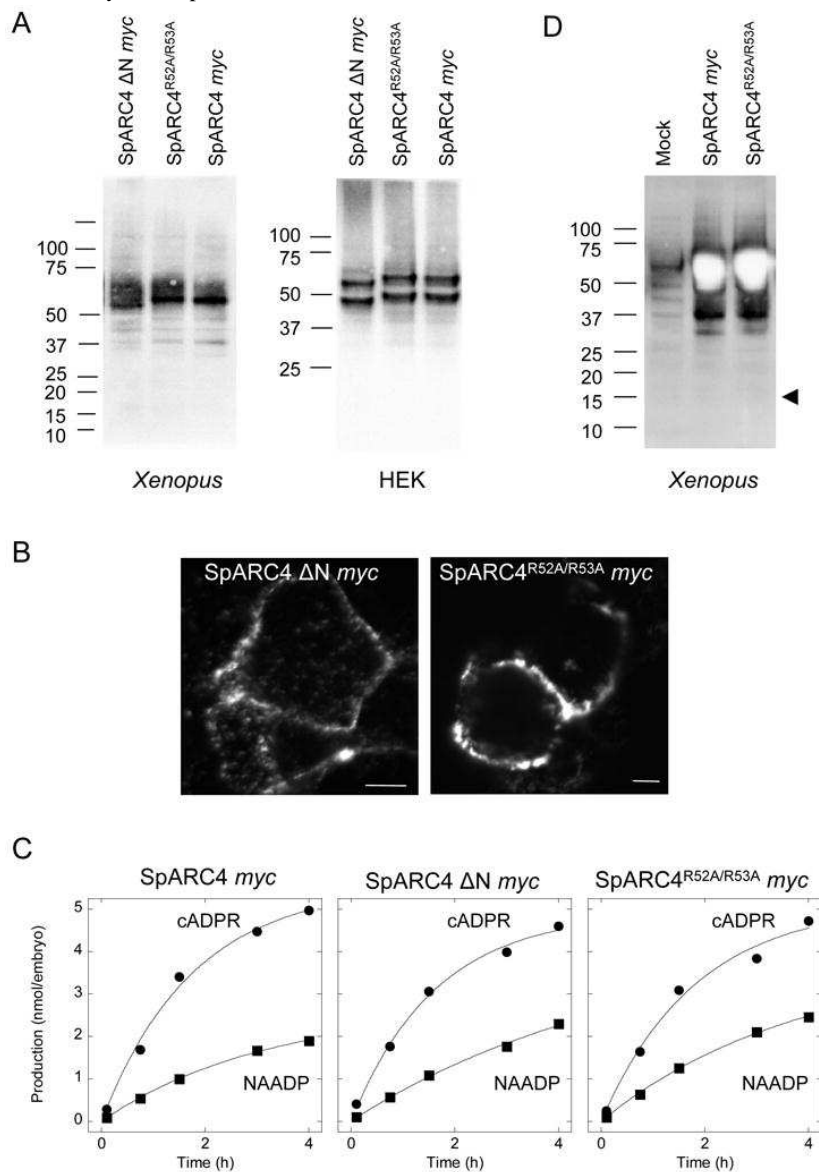 A
SpARC4 ΔN myc
SpARC4R52A/R53A
SpARC4 myc
100
75
50
37
25
20
15
10
Xenopus
SpARC4 ΔN myc
SpARC4R52A/R53A
SpARC4 myc
100
75
50
37
25
HEK
D
Mock
SpARC4 myc
SpARC4R52A/R53A
100
75
50
37
25
20
15
10
Xenopus
B
SpARC4 ΔN myc
SpARC4R52A/R53A myc
C
SpARC4 myc
SpARC4 ΔN myc
SpARC4R52A/R53A myc
Production (nmol/embryo)
5
4
3
2
1
0
cADPR
NAADP
0 2 4
Time (h)
cADPR
NAADP
0 2 4
Time (h)
cADPR
NAADP
0 2 4
Time (h)